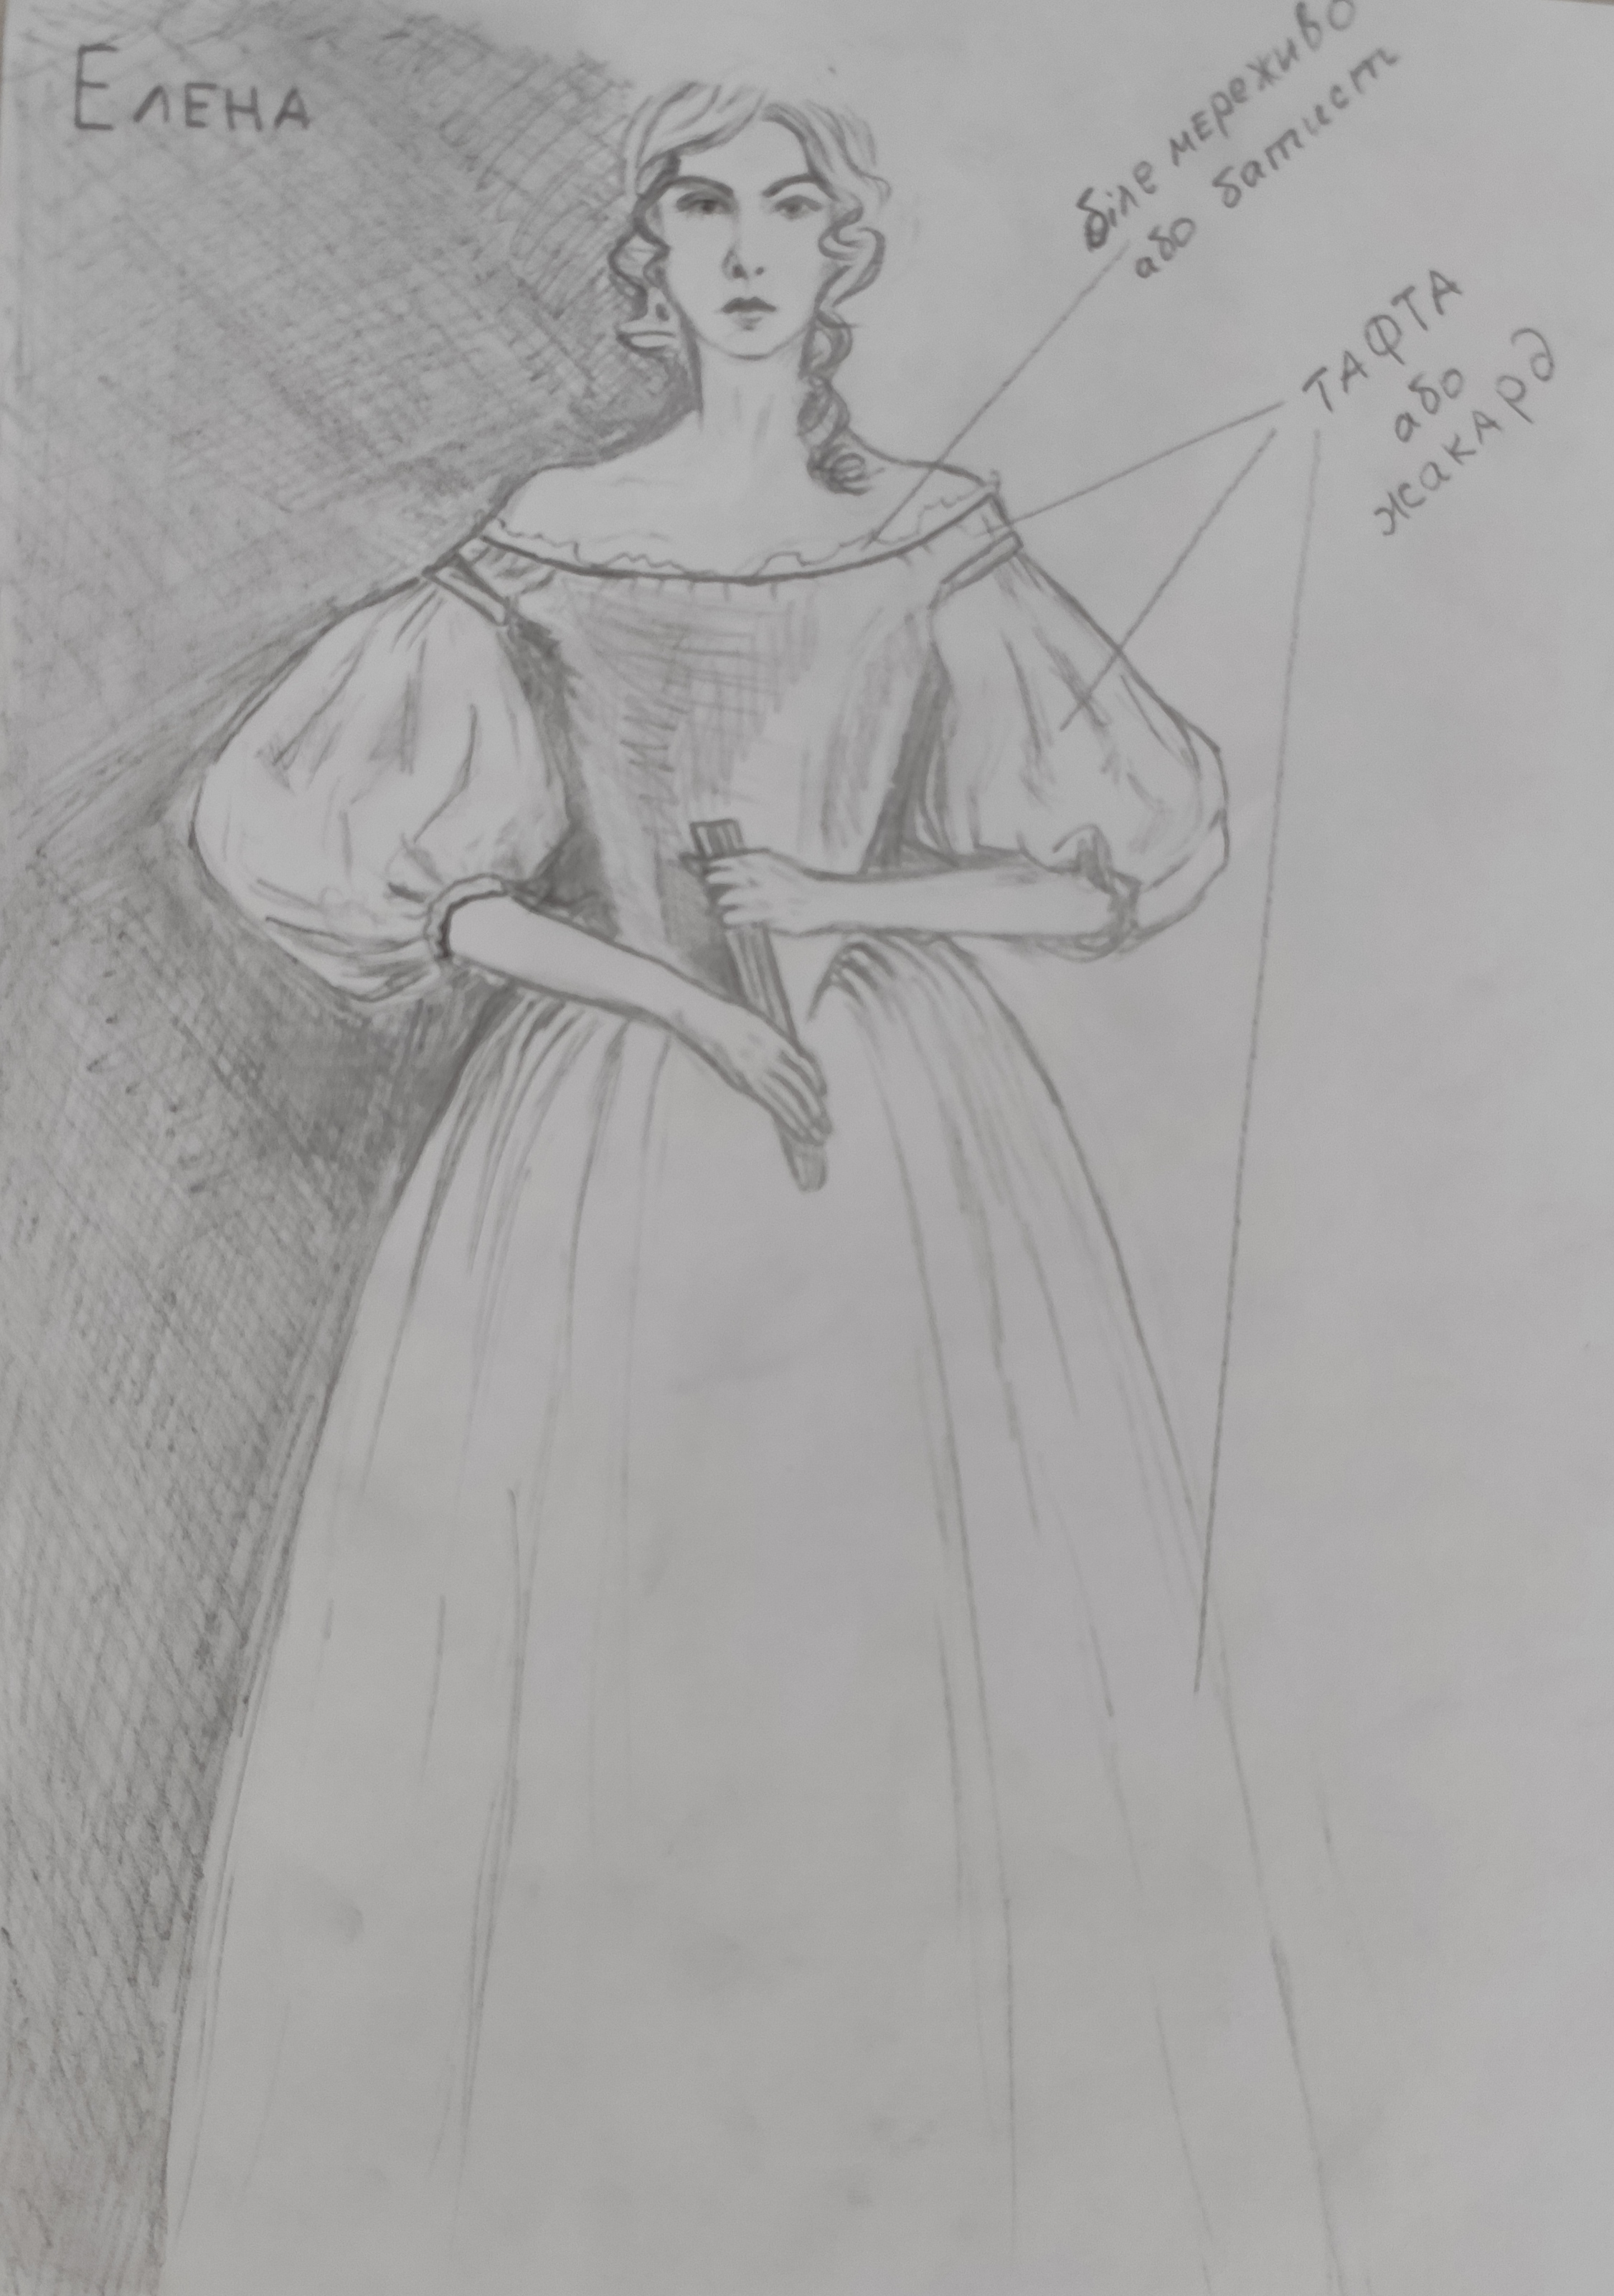 Елена
біле мереживо
або батист
ТАФТА
або
жакард